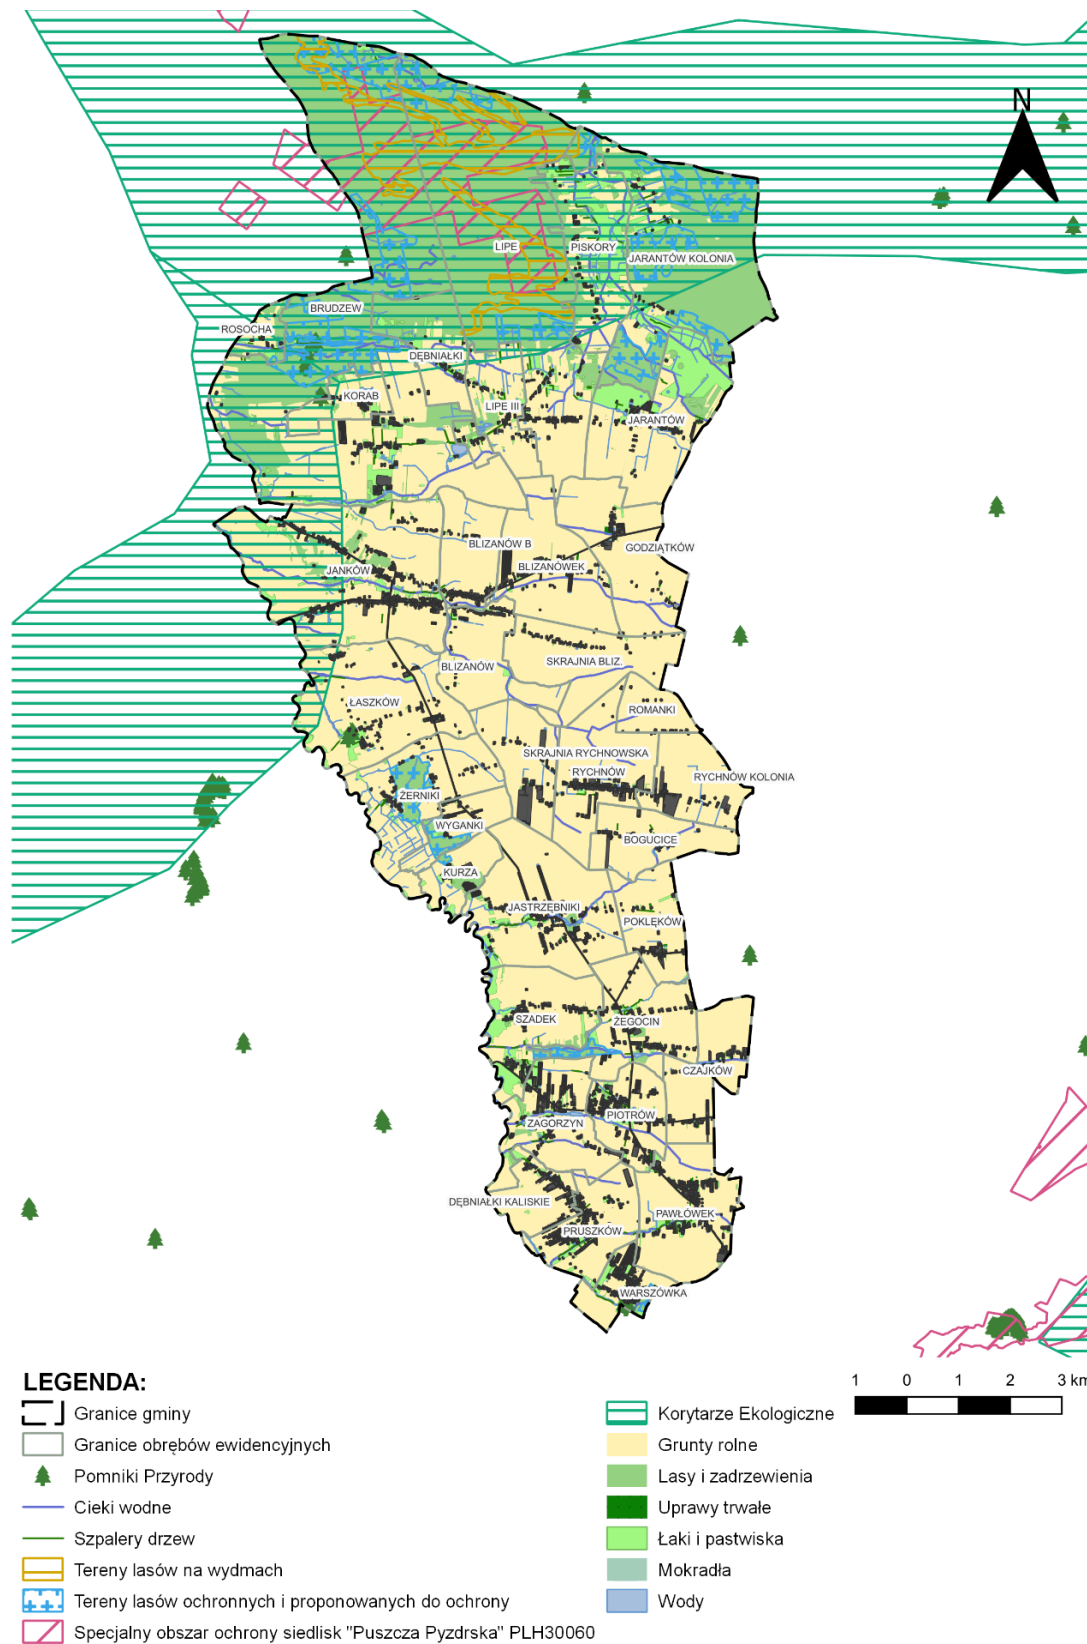 N
LIPE
PISKORY
JARANTÓW KOLONIA
BRUDZEW
ROSOCHA
DĘBNIAŁKI
KORAB
LIPE III
JARANTÓW
BLIZANÓW B
GODZIĄTKÓW
BLIZANÓWEK
JANKÓW
BLIZANÓW
SKRAJNIA BLIZ.
ŁASZKÓW
ROMANKI
SKRAJNIA RYCHNOWSKA
RYCHNÓW
RYCHNÓW KOLONIA
ŻERNIKI
WYGANKI
BOGUCICE
KURZA
JASTRZĘBNIKI
POKLĘKÓW
SZADEK
ŻEGOCIN
CZAJKÓW
PIOTRÓW
ZAGORZYN
DĘBNIAŁKI KALISKIE
PAWŁÓWEK
PRUSZKÓW
WARSZÓWKA
LEGENDA:
1 0 1 2 3 km
Granice gminy
Granice obrębów ewidencyjnych
Pomniki Przyrody
Cieki wodne
Szpalery drzew
Tereny lasów na wydmach
Tereny lasów ochronnych i proponowanych do ochrony
Specjalny obszar ochrony siedlisk "Puszcza Pyzdrska" PLH30060
Korytarze Ekologiczne
Grunty rolne
Lasy i zadrzewienia
Uprawy trwałe
Łaki i pastwiska
Mokradła
Wody